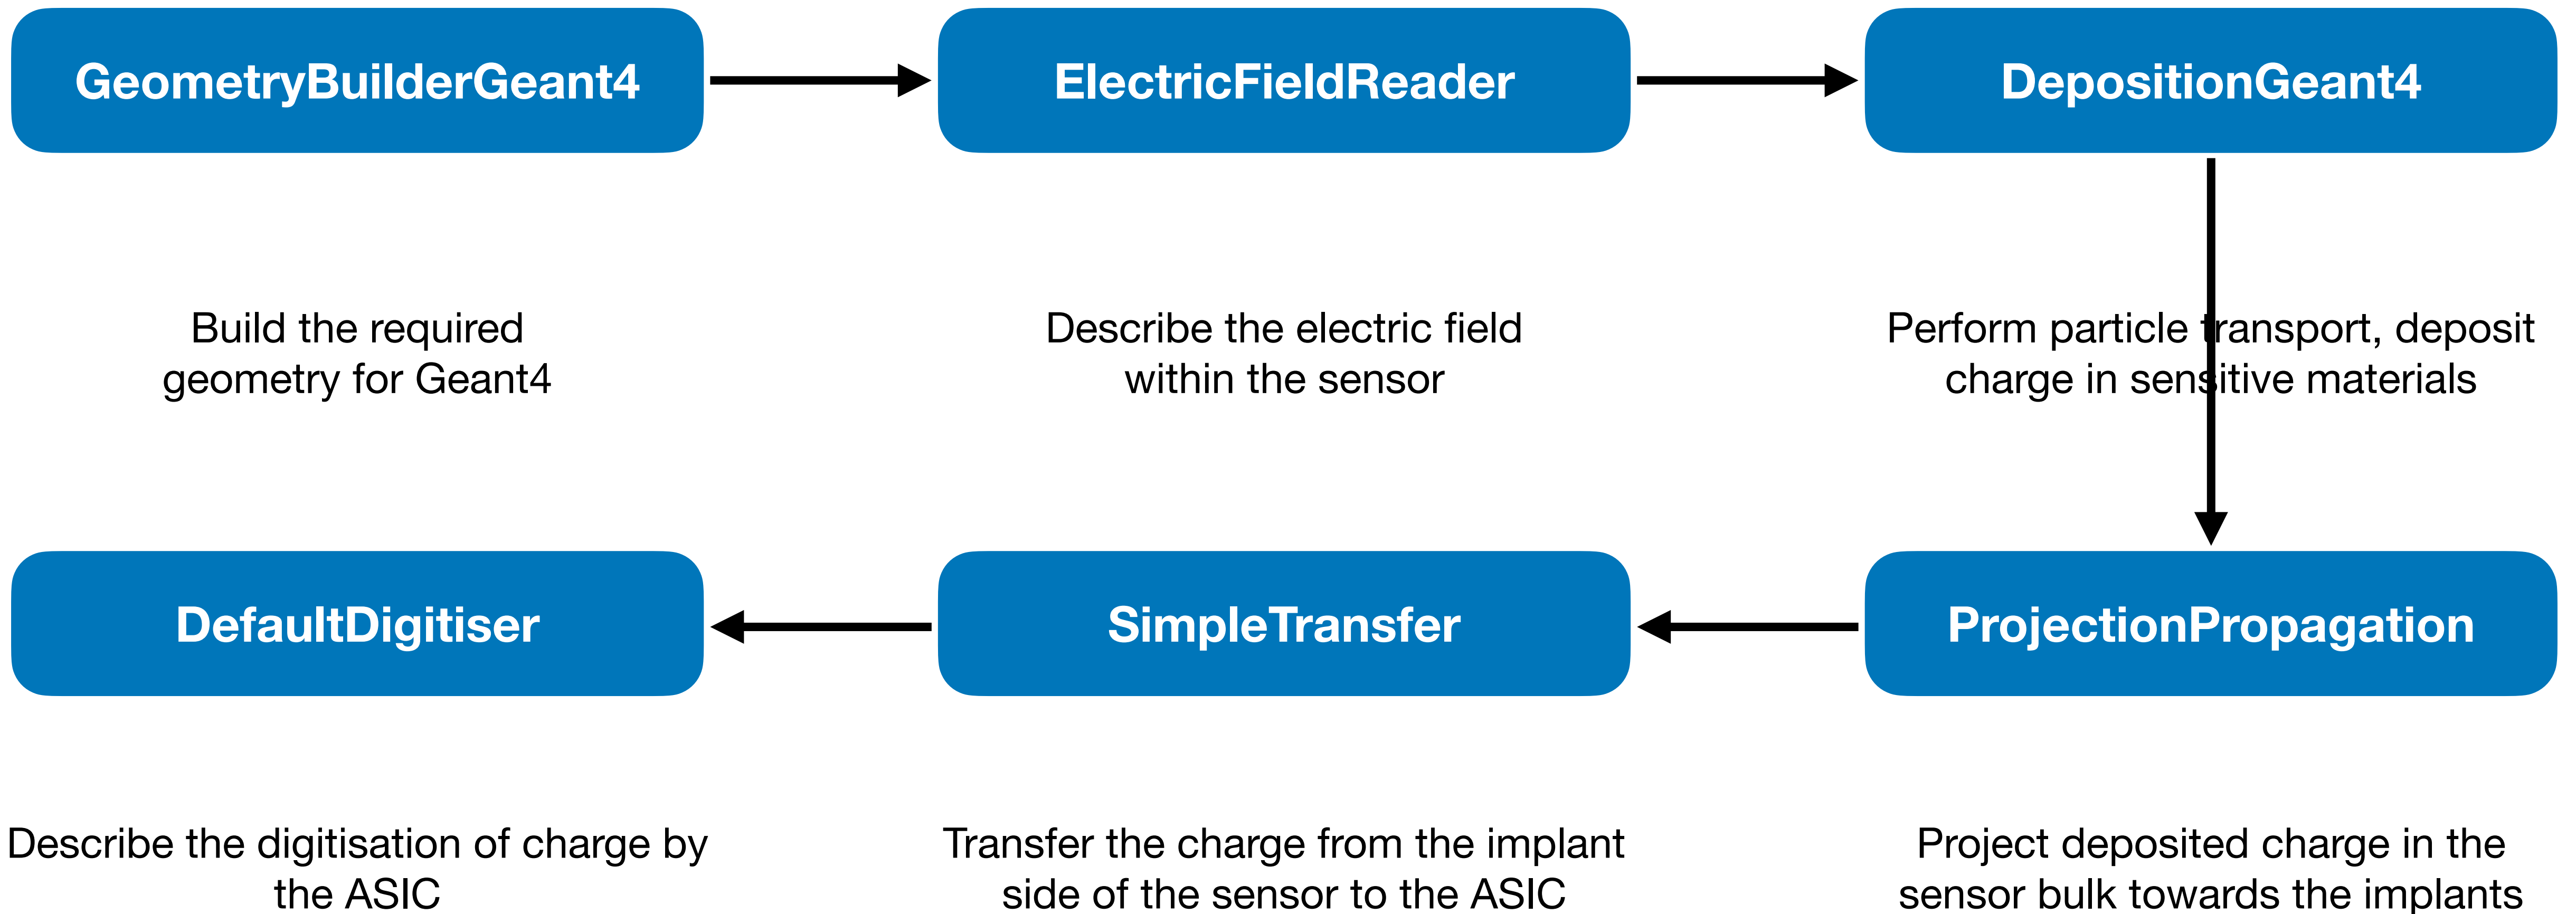 GeometryBuilderGeant4
ElectricFieldReader
DepositionGeant4
Build the required
geometry for Geant4
Describe the electric field
within the sensor
Perform particle transport, deposit
charge in sensitive materials
DefaultDigitiser
SimpleTransfer
ProjectionPropagation
Describe the digitisation of charge by
the ASIC
Transfer the charge from the implant
side of the sensor to the ASIC
Project deposited charge in the
sensor bulk towards the implants